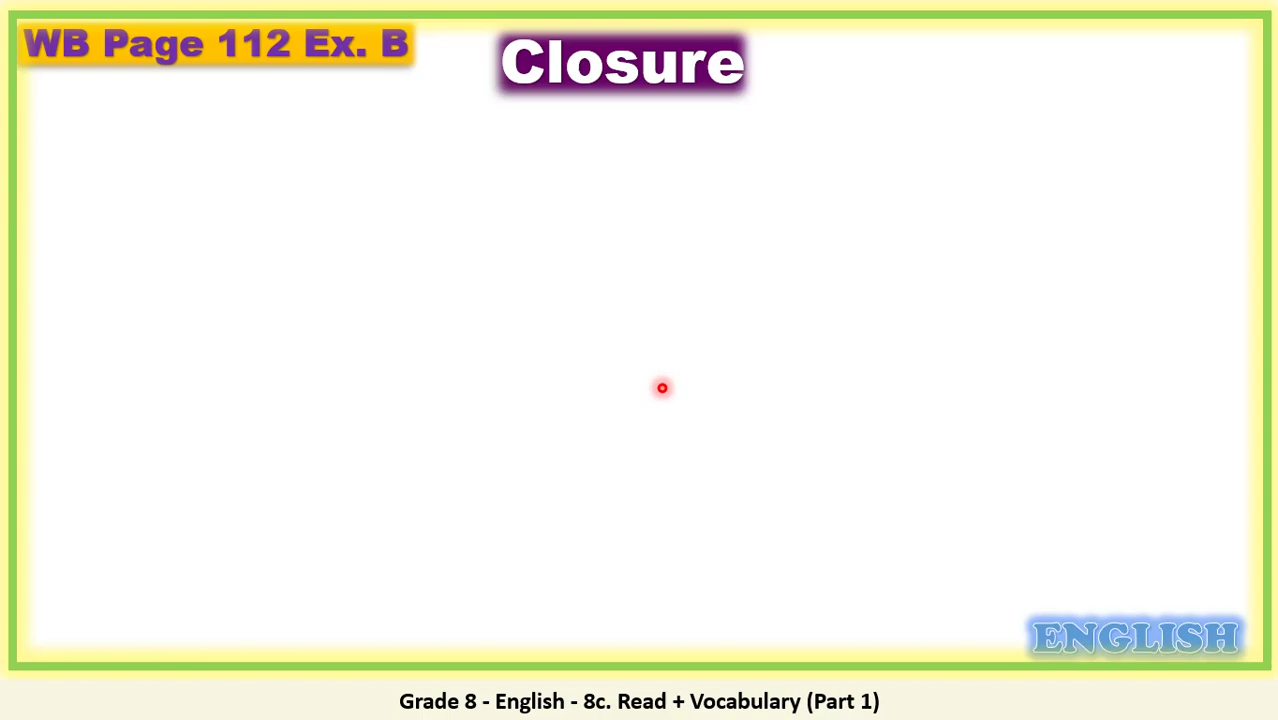 WB Page 112 Ex. B
Closure
ENGLISH
Grade 8 - English - 8c. Read + Vocabulary (Part 1)